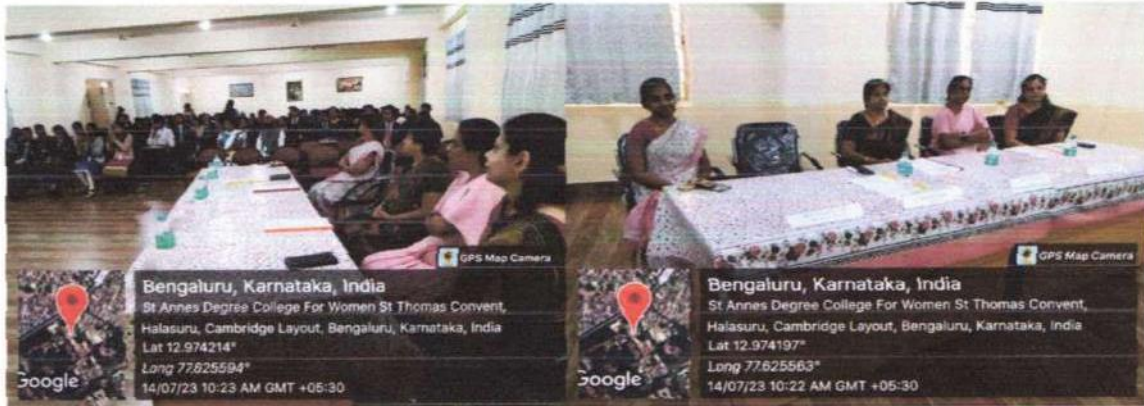 GPS Map Camera
Bengaluru, Karnataka, India
St Annes Degree College For Women St Thomas Convent,
Halasuru, Cambridge Layout, Bengaluru, Karnataka, India
Lat 12.974214°
Long 77.625594°
14/07/23 10:23 AM GMT +05:30
Google
GPS Map Camera
Bengaluru, Karnataka, India
St Annes Degree College For Women St Thomas Convent,
Halasuru, Cambridge Layout, Bengaluru, Karnataka, India
Lat 12.974197°
Long 77.625563°
14/07/23 10:22 AM GMT +05:30
Google